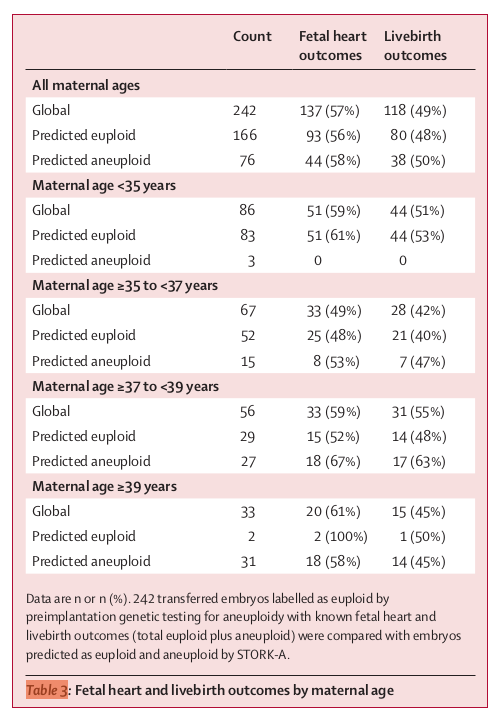 Count Fetal heart Livebirth
outcomes outcomes
All maternal ages
Global 242 137 (57%) 118 (49%)
Predicted euploid 166 93 (56%) 80 (48%)
Predicted aneuploid 76 44 (58%) 38 (50%)
Maternal age <35 years
Global 86 51 (59%) 44 (51%)
Predicted euploid 83 51 (61%) 44 (53%)
Predicted aneuploid 3 0 0
Maternal age ≥35 to <37 years
Global 67 33 (49%) 28 (42%)
Predicted euploid 52 25 (48%) 21 (40%)
Predicted aneuploid 15 8 (53%) 7 (47%)
Maternal age ≥37 to <39 years
Global 56 33 (59%) 31 (55%)
Predicted euploid 29 15 (52%) 14 (48%)
Predicted aneuploid 27 18 (67%) 17 (63%)
Maternal age ≥39 years
Global 33 20 (61%) 15 (45%)
Predicted euploid 2 2 (100%) 1 (50%)
Predicted aneuploid 31 18 (58%) 14 (45%)
Data are n or n (%). 242 transferred embryos labelled as euploid by
preimplantation genetic testing for aneuploidy with known fetal heart and
livebirth outcomes (total euploid plus aneuploid) were compared with embryos
predicted as euploid and aneuploid by STORK-A.
Table 3: Fetal heart and livebirth outcomes by maternal age